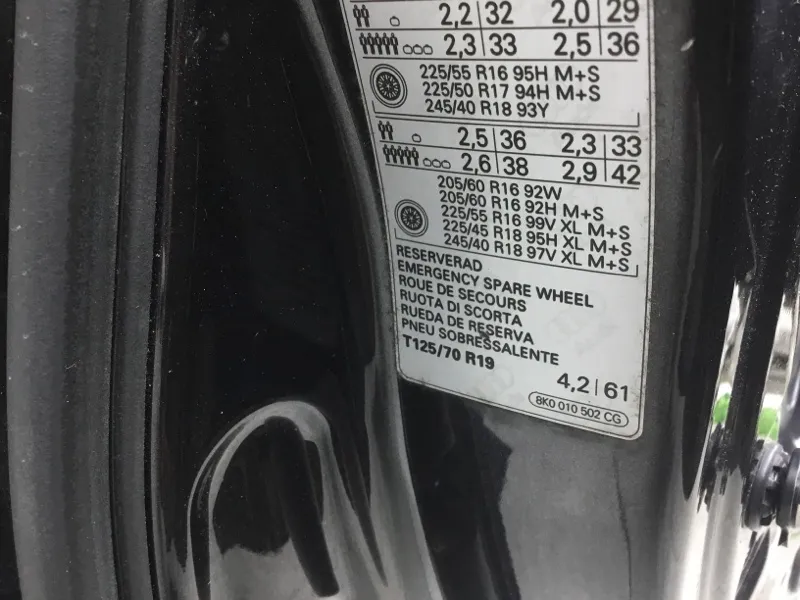 2,2|32 2,0|29
2,3|33 2,5|36
225/55 R16 95H M+S
225/50 R17 94H M+S
245/40 R18 93Y
2,5|36 2,3|33
2,6|38 2,9|42
205/60 R16 92W
205/60 R16 92H M+S
225/55 R16 99V XL M+S
225/45 R18 95H XL M+S
245/40 R18 97V XL M+S
RESERVERAD
EMERGENCY SPARE WHEEL
ROUE DE SECOURS
RUOTA DI SCORTA
RUEDA DE RESERVA
PNEU SOBRESSALENTE
T125/70 R19
4,2|61
8K0 010 502 CG